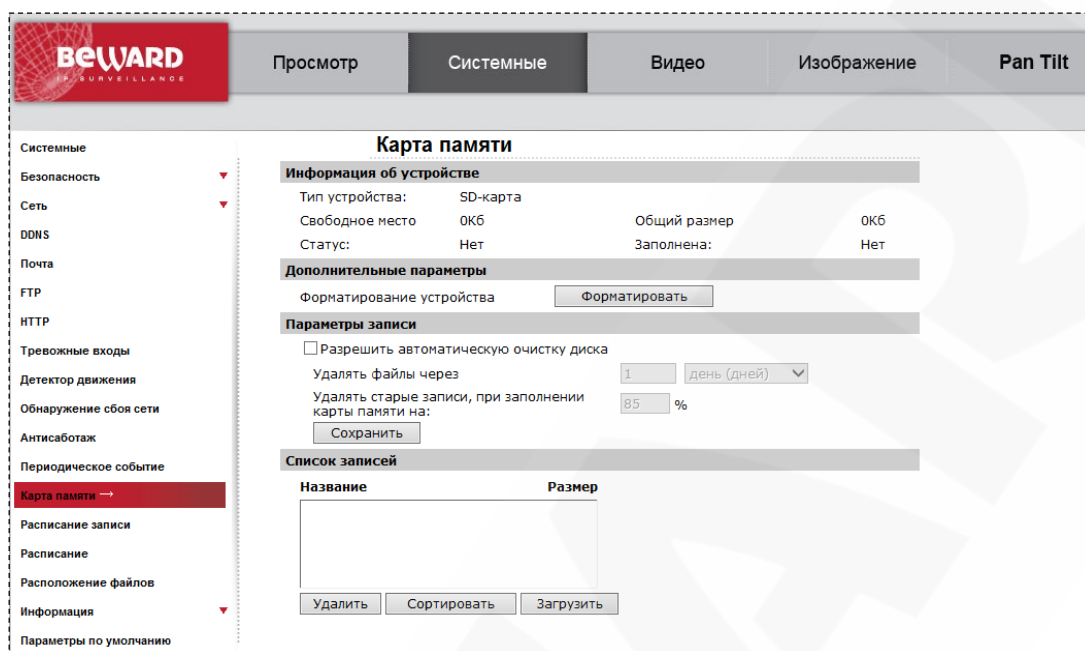 BEWARD
IP SURVEILLANCE
Просмотр Системные Видео Изображение Pan Tilt
Системные
Безопасность
Сеть
DDNS
Почта
FTP
HTTP
Тревожные входы
Детектор движения
Обнаружение сбоя сети
Антисаботаж
Периодическое событие
Карта памяти →
Расписание записи
Расписание
Расположение файлов
Информация
Параметры по умолчанию
Карта памяти
Информация об устройстве
Тип устройства: SD-карта
Свободное место 0Кб Общий размер 0Кб
Статус: Нет Заполнена: Нет
Дополнительные параметры
Форматирование устройства Форматировать
Параметры записи
Разрешить автоматическую очистку диска
Удалять файлы через 1 день (дней)
Удалять старые записи, при заполнении
карты памяти на: 85 %
Сохранить
Список записей
Название Размер
Удалить Сортировать Загрузить